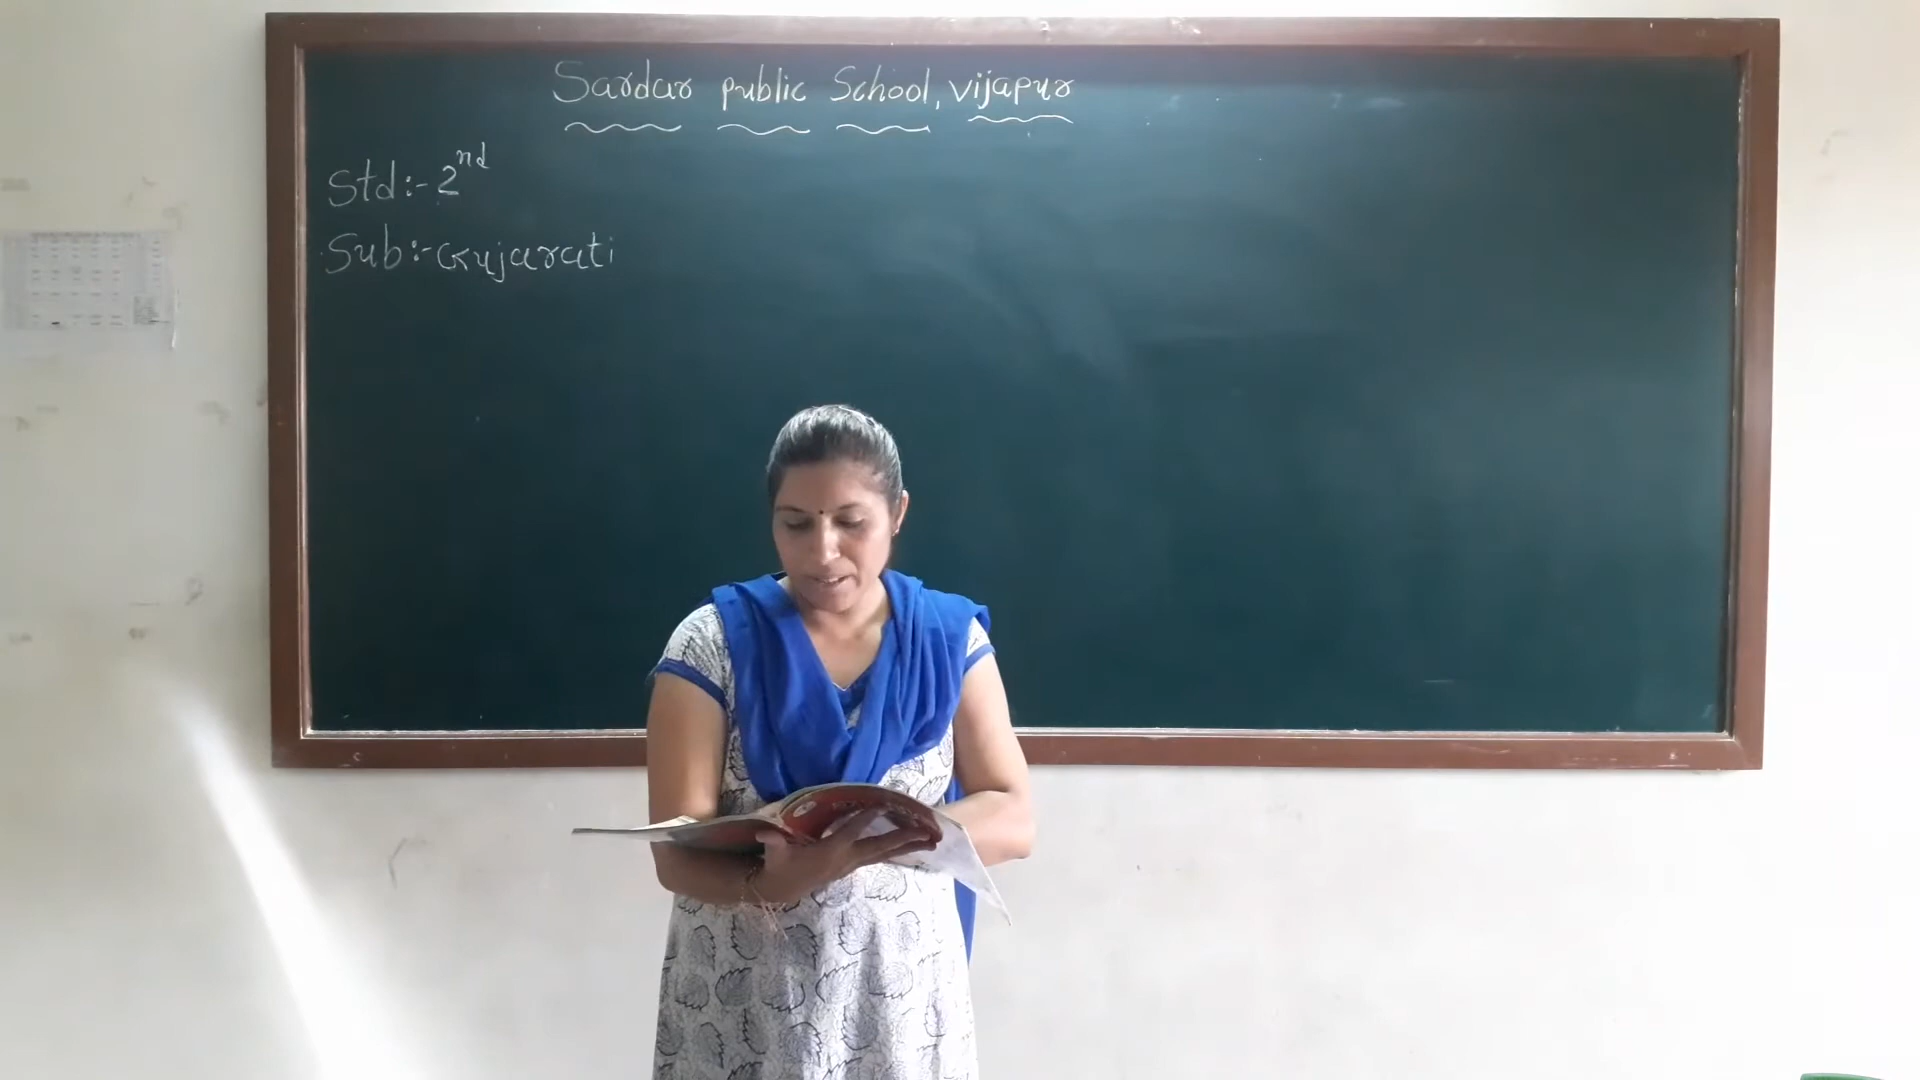 Sardar public School, vijapur
Std:- 2nd
Sub:- Gujarati